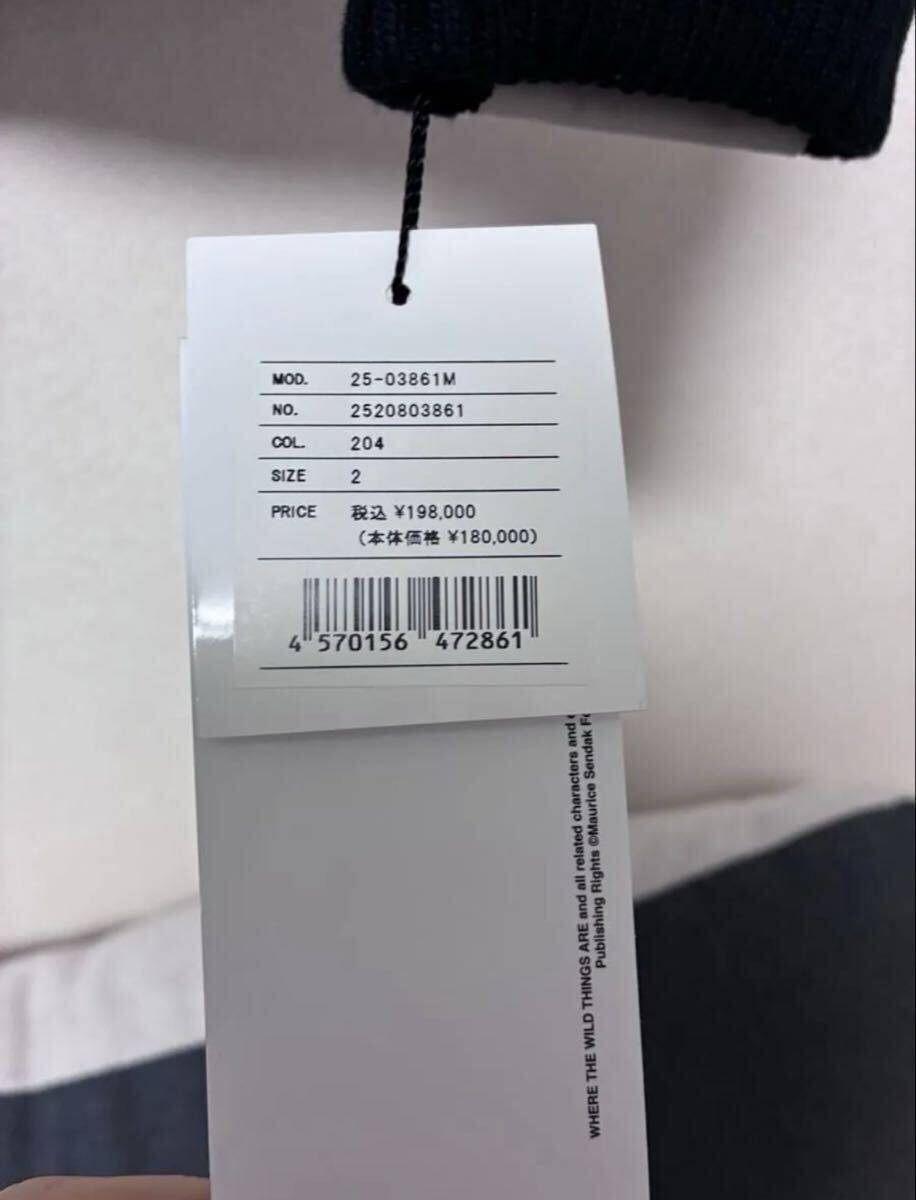 MOD. 25-03861M
NO. 2520803861
COL. 204
SIZE 2
PRICE 税込 ¥198,000
(本体価格 ¥180,000)
4 570156 472861
WHERE THE WILD THINGS ARE and all related characters and
Publishing Rights ©Maurice Sendak